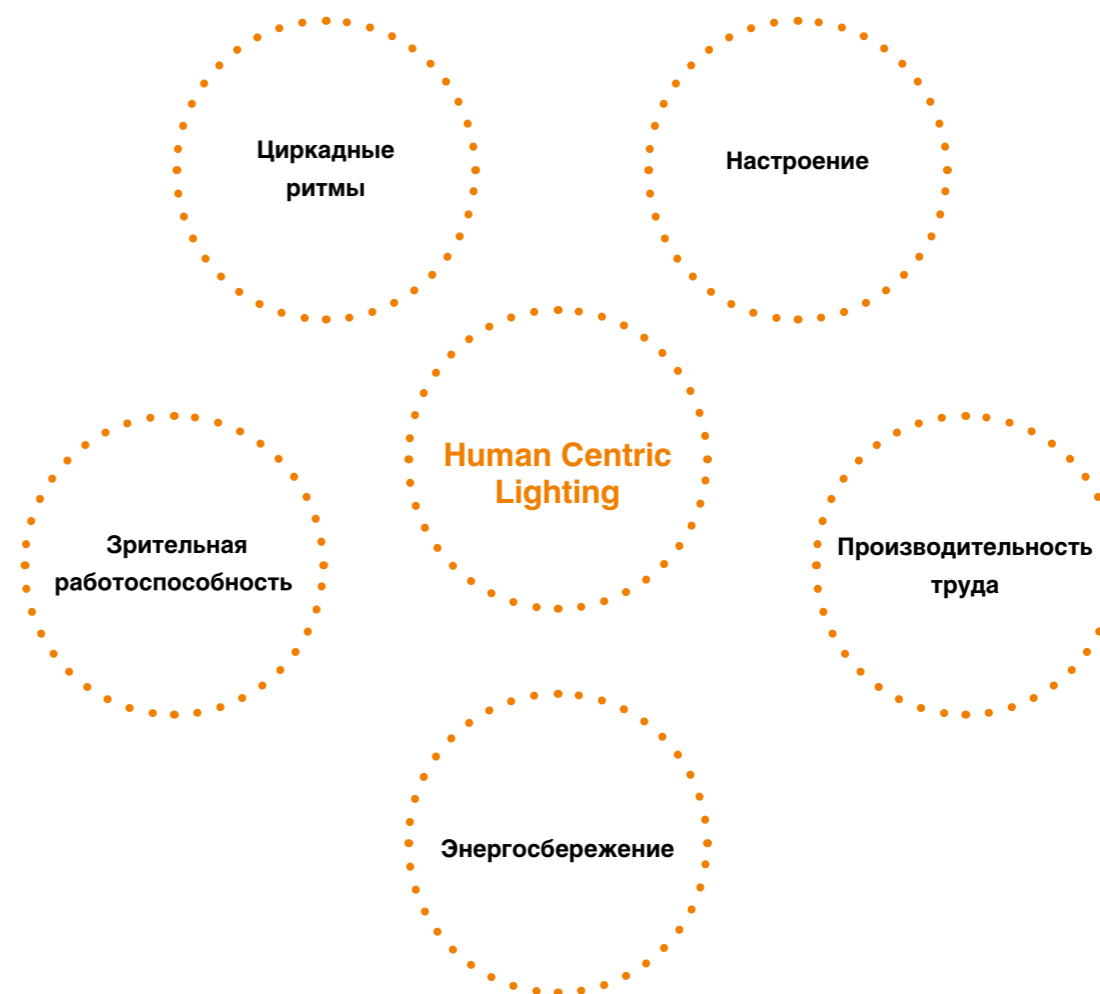 Циркадные
ритмы
Настроение
Human Centric
Lighting
Зрительная
работоспособность
Производительность
труда
Энергосбережение